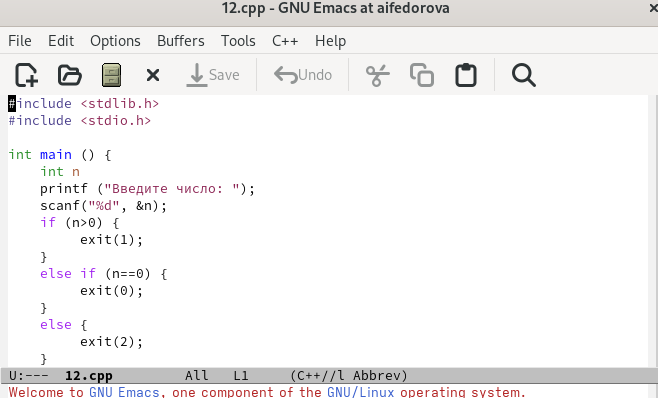 12.cpp - GNU Emacs at aifedorova
File Edit Options Buffers Tools C++ Help
Save Undo
#include <stdlib.h>
#include <stdio.h>
int main () {
int n
printf ("Введите число: ");
scanf("%d", &n);
if (n>0) {
exit(1);
}
else if (n==0) {
exit(0);
}
else {
exit(2);
}
U:--- 12.cpp All L1 (C++//l Abbrev)
Welcome to GNU Emacs, one component of the GNU/Linux operating system.